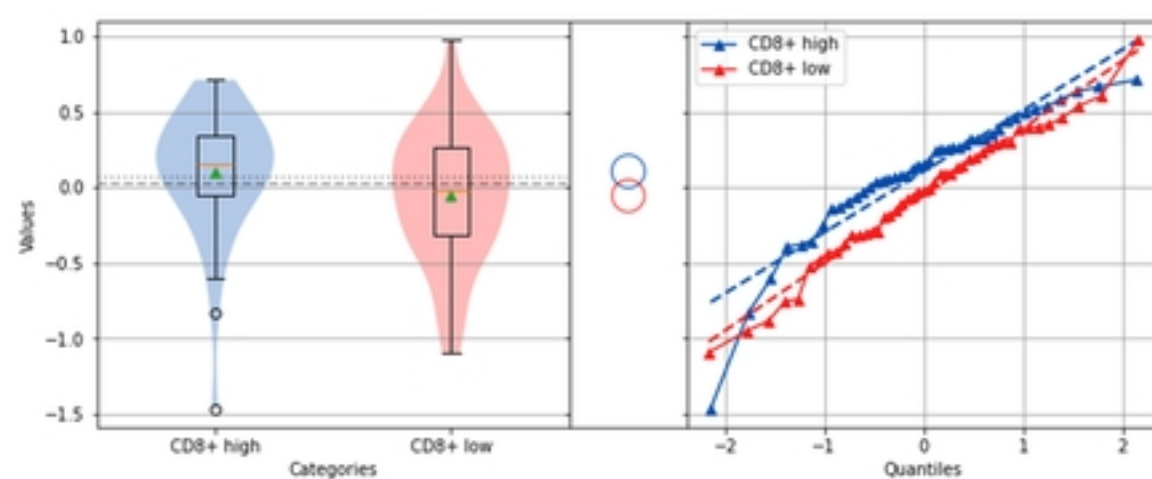 1.0
0.5
0.0
−0.5
−1.0
−1.5
Values
CD8+ high
CD8+ low
Categories
CD8+ high
CD8+ low
−2
−1
0
1
2
Quantiles